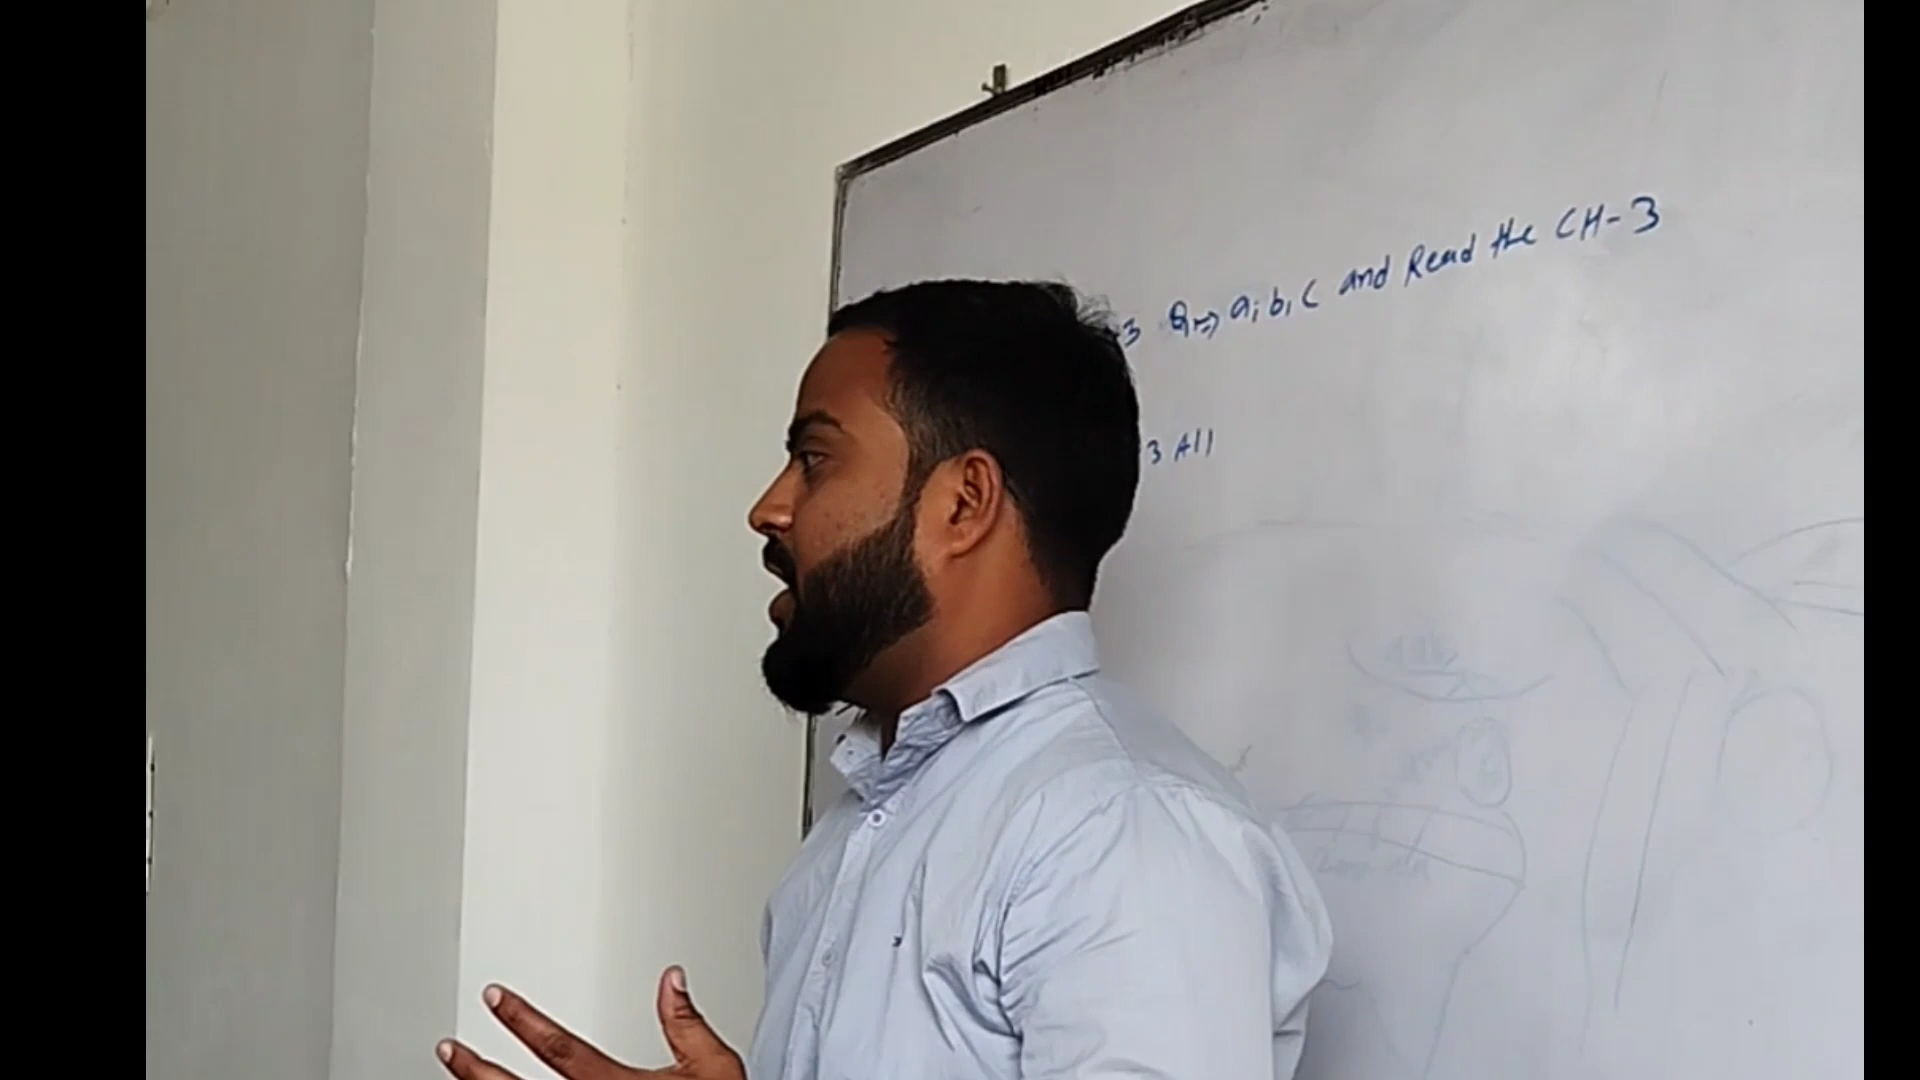 3 Q⇒ a, b, c and Read the CH-3
3 All